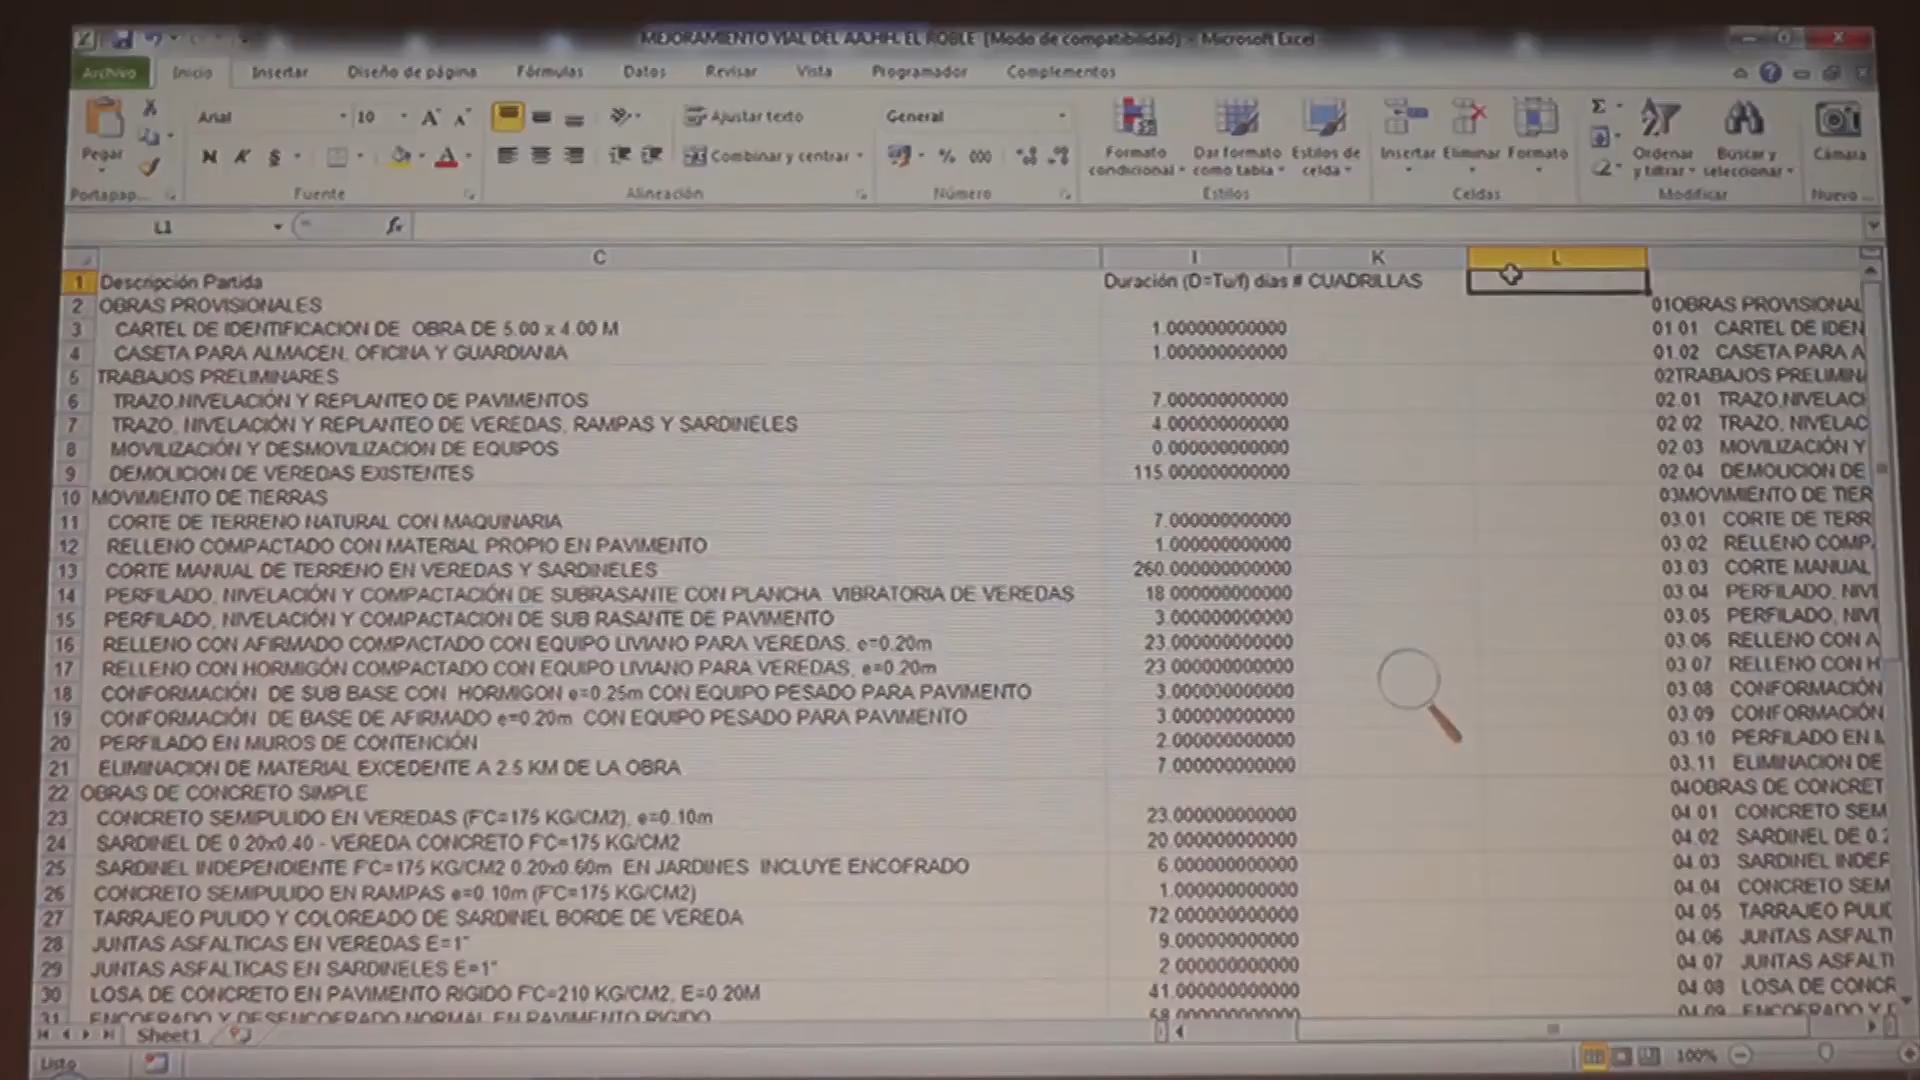 MEJORAMIENTO VIAL DEL AA.HH. EL ROBLE [Modo de compatibilidad] - Microsoft Excel
Archivo Inicio Insertar Diseño de página Fórmulas Datos Revisar Vista Programador Complementos
Pegar Arial 10 Ajustar texto General
N K S Combinar y centrar % 000
Formato condicional Dar formato como tabla Estilos de celda Insertar Eliminar Formato Ordenar y filtrar Buscar y seleccionar Cámara
Portapap... Fuente Alineación Número Estilos Celdas Modificar Nuevo ...
L1 fx
C I K L
1 Descripción Partida Duración (D=Tu/f) días # CUADRILLAS
2 OBRAS PROVISIONALES 01OBRAS PROVISIONAL
3 CARTEL DE IDENTIFICACION DE OBRA DE 5.00 x 4.00 M 1.000000000000 01.01 CARTEL DE IDEN
4 CASETA PARA ALMACEN, OFICINA Y GUARDIANIA 1.000000000000 01.02 CASETA PARA A
5 TRABAJOS PRELIMINARES 02TRABAJOS PRELIMINA
6 TRAZO,NIVELACIÓN Y REPLANTEO DE PAVIMENTOS 7.000000000000 02.01 TRAZO,NIVELACI
7 TRAZO, NIVELACIÓN Y REPLANTEO DE VEREDAS, RAMPAS Y SARDINELES 4.000000000000 02.02 TRAZO, NIVELAC
8 MOVILIZACIÓN Y DESMOVILIZACION DE EQUIPOS 0.000000000000 02.03 MOVILIZACIÓN Y
9 DEMOLICION DE VEREDAS EXISTENTES 115.000000000000 02.04 DEMOLICION DE
10 MOVIMIENTO DE TIERRAS 03MOVIMIENTO DE TIER
11 CORTE DE TERRENO NATURAL CON MAQUINARIA 7.000000000000 03.01 CORTE DE TERR
12 RELLENO COMPACTADO CON MATERIAL PROPIO EN PAVIMENTO 1.000000000000 03.02 RELLENO COMP
13 CORTE MANUAL DE TERRENO EN VEREDAS Y SARDINELES 260.000000000000 03.03 CORTE MANUAL
14 PERFILADO, NIVELACIÓN Y COMPACTACIÓN DE SUBRASANTE CON PLANCHA VIBRATORIA DE VEREDAS 18.000000000000 03.04 PERFILADO, NIVE
15 PERFILADO, NIVELACIÓN Y COMPACTACION DE SUB RASANTE DE PAVIMENTO 3.000000000000 03.05 PERFILADO, NIVE
16 RELLENO CON AFIRMADO COMPACTADO CON EQUIPO LIVIANO PARA VEREDAS, e=0.20m 23.000000000000 03.06 RELLENO CON A
17 RELLENO CON HORMIGÓN COMPACTADO CON EQUIPO LIVIANO PARA VEREDAS, e=0.20m 23.000000000000 03.07 RELLENO CON H
18 CONFORMACIÓN DE SUB BASE CON HORMIGON e=0.25m CON EQUIPO PESADO PARA PAVIMENTO 3.000000000000 03.08 CONFORMACIÓN
19 CONFORMACIÓN DE BASE DE AFIRMADO e=0.20m CON EQUIPO PESADO PARA PAVIMENTO 3.000000000000 03.09 CONFORMACIÓN
20 PERFILADO EN MUROS DE CONTENCIÓN 2.000000000000 03.10 PERFILADO EN M
21 ELIMINACION DE MATERIAL EXCEDENTE A 2.5 KM DE LA OBRA 7.000000000000 03.11 ELIMINACION DE
22 OBRAS DE CONCRETO SIMPLE 04OBRAS DE CONCRET
23 CONCRETO SEMIPULIDO EN VEREDAS (F'C=175 KG/CM2), e=0.10m 23.000000000000 04.01 CONCRETO SEM
24 SARDINEL DE 0.20x0.40 - VEREDA CONCRETO F'C=175 KG/CM2 20.000000000000 04.02 SARDINEL DE 0.2
25 SARDINEL INDEPENDIENTE F'C=175 KG/CM2 0.20x0.60m EN JARDINES INCLUYE ENCOFRADO 6.000000000000 04.03 SARDINEL INDEP
26 CONCRETO SEMIPULIDO EN RAMPAS e=0.10m (F'C=175 KG/CM2) 1.000000000000 04.04 CONCRETO SEM
27 TARRAJEO PULIDO Y COLOREADO DE SARDINEL BORDE DE VEREDA 72.000000000000 04.05 TARRAJEO PULID
28 JUNTAS ASFALTICAS EN VEREDAS E=1" 9.000000000000 04.06 JUNTAS ASFALTI
29 JUNTAS ASFALTICAS EN SARDINELES E=1" 2.000000000000 04.07 JUNTAS ASFALTI
30 LOSA DE CONCRETO EN PAVIMENTO RIGIDO F'C=210 KG/CM2, E=0.20M 41.000000000000 04.08 LOSA DE CONCR
31 ENCOFRADO Y DESENCOFRADO NORMAL EN PAVIMENTO RIGIDO 68.000000000000 04.09 ENCOFRADO Y D
Sheet1
Listo 100%